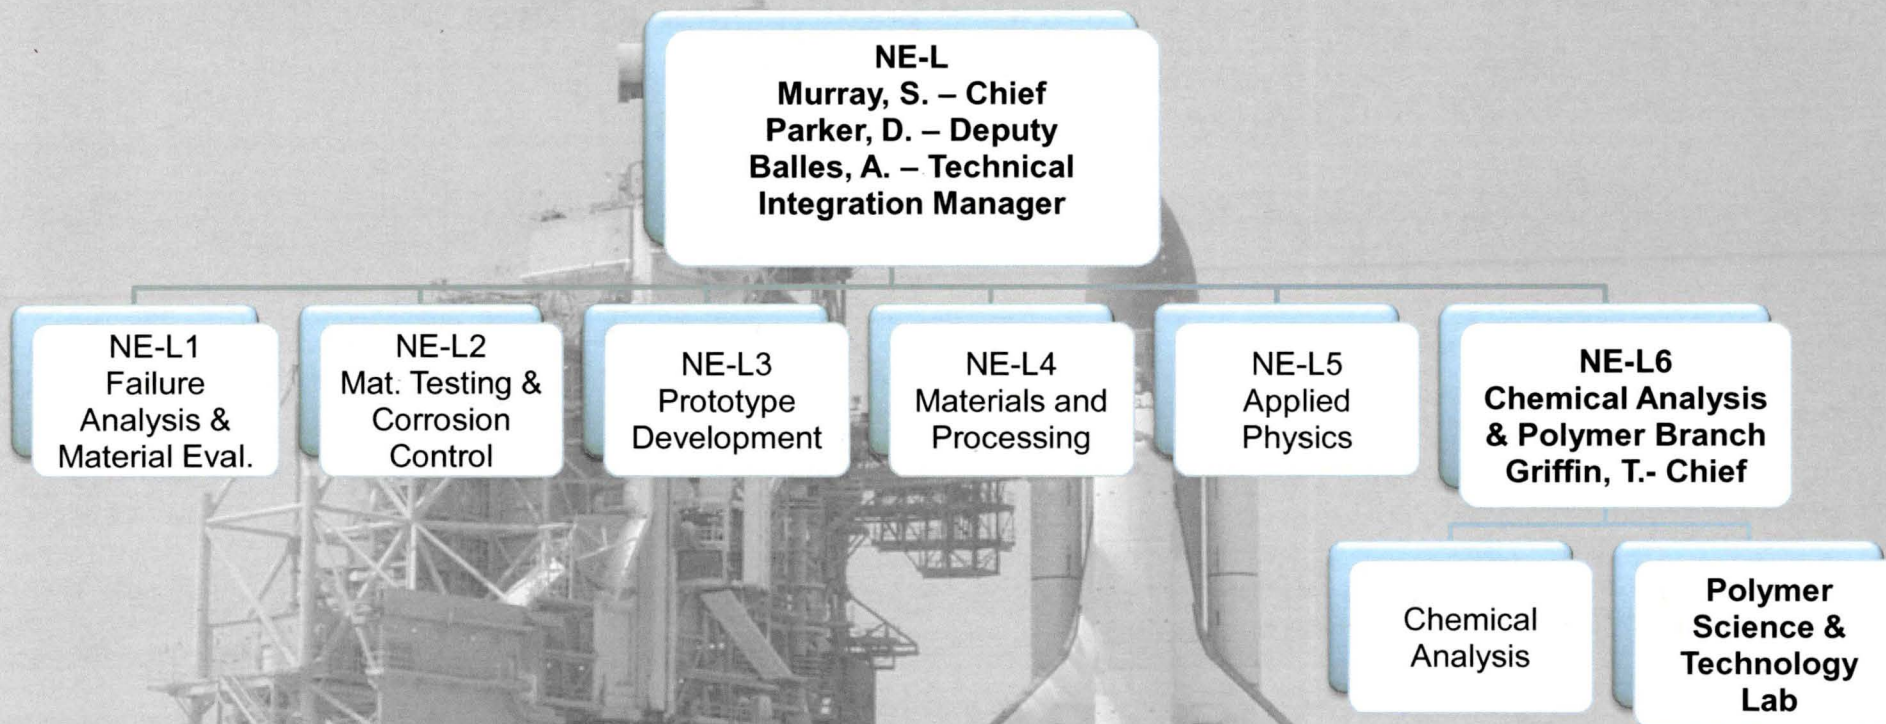 NE-L
Murray, S. – Chief
Parker, D. – Deputy
Balles, A. – Technical
Integration Manager
NE-L1
Failure
Analysis &
Material Eval.
NE-L2
Mat. Testing &
Corrosion
Control
NE-L3
Prototype
Development
NE-L4
Materials and
Processing
NE-L5
Applied
Physics
NE-L6
Chemical Analysis
& Polymer Branch
Griffin, T.- Chief
Chemical
Analysis
Polymer
Science &
Technology
Lab